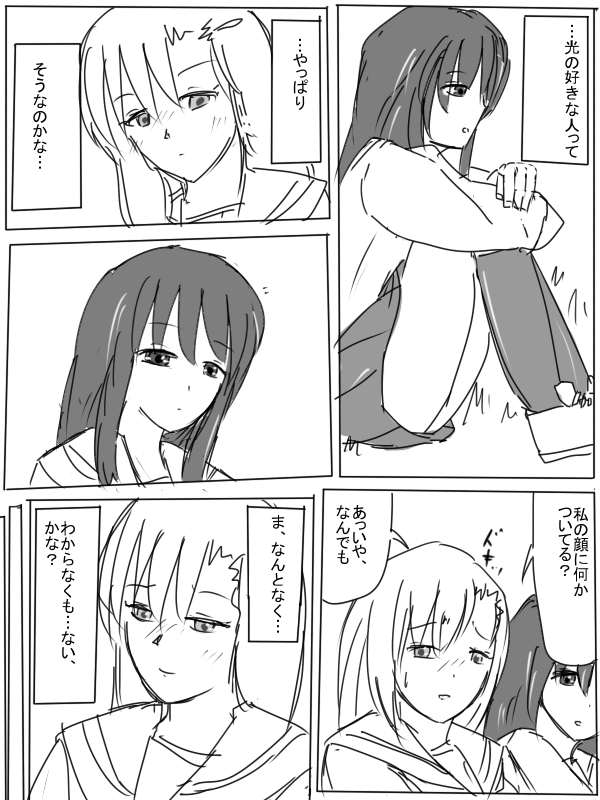 …光の好きな人って
…やっぱり
そうなのかな…
私の顔に何か
ついてる？
ドキッ
あっいや、
なんでも
ま、なんとなく…
わからなくも…ない、
かな？